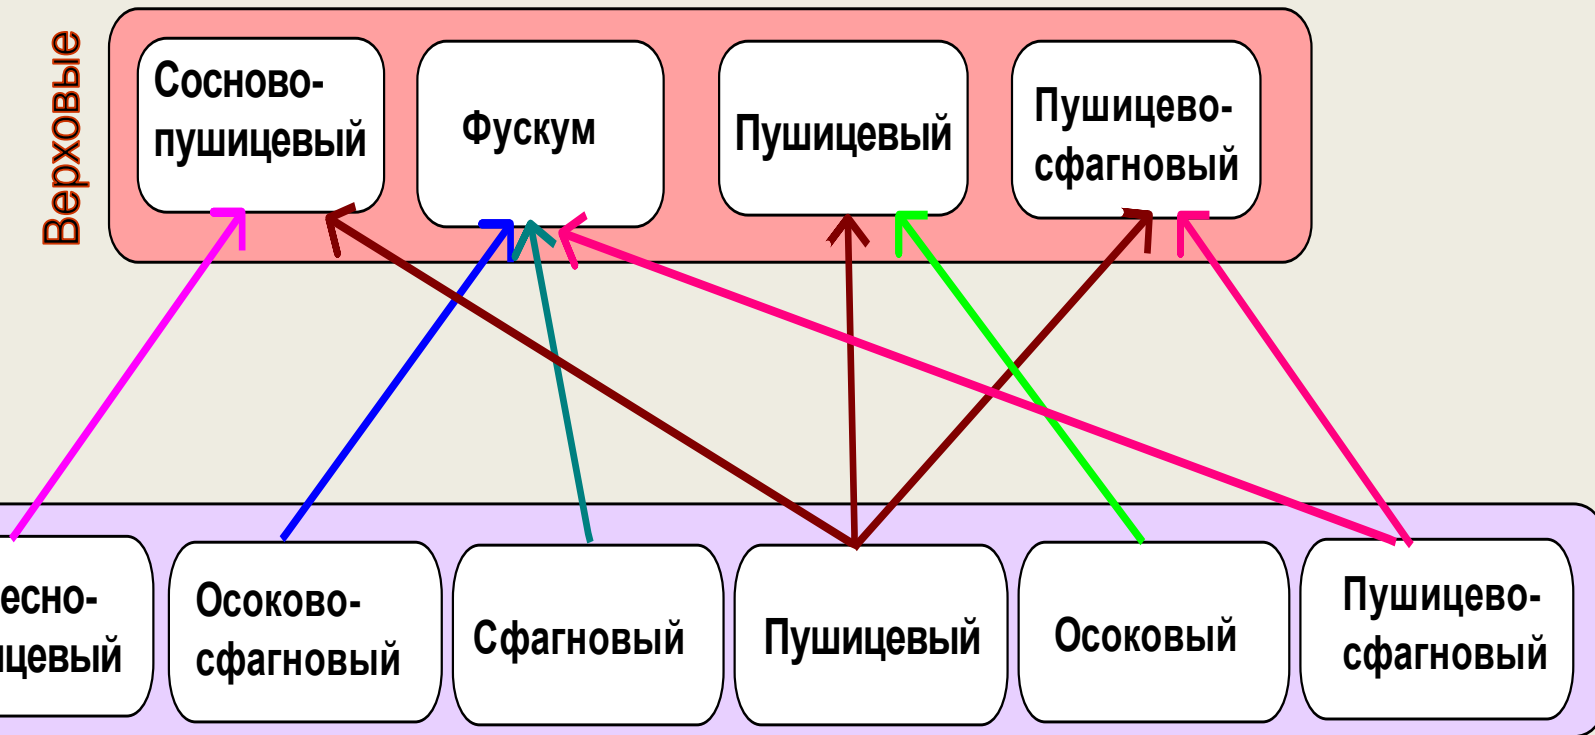 Верховые
Сосново-
пушицевый
Фускум
Пушицевый
Пушицево-
сфагновый
Осоково-
сфагновый
Сфагновый
Пушицевый
Осоковый
Пушицево-
сфагновый